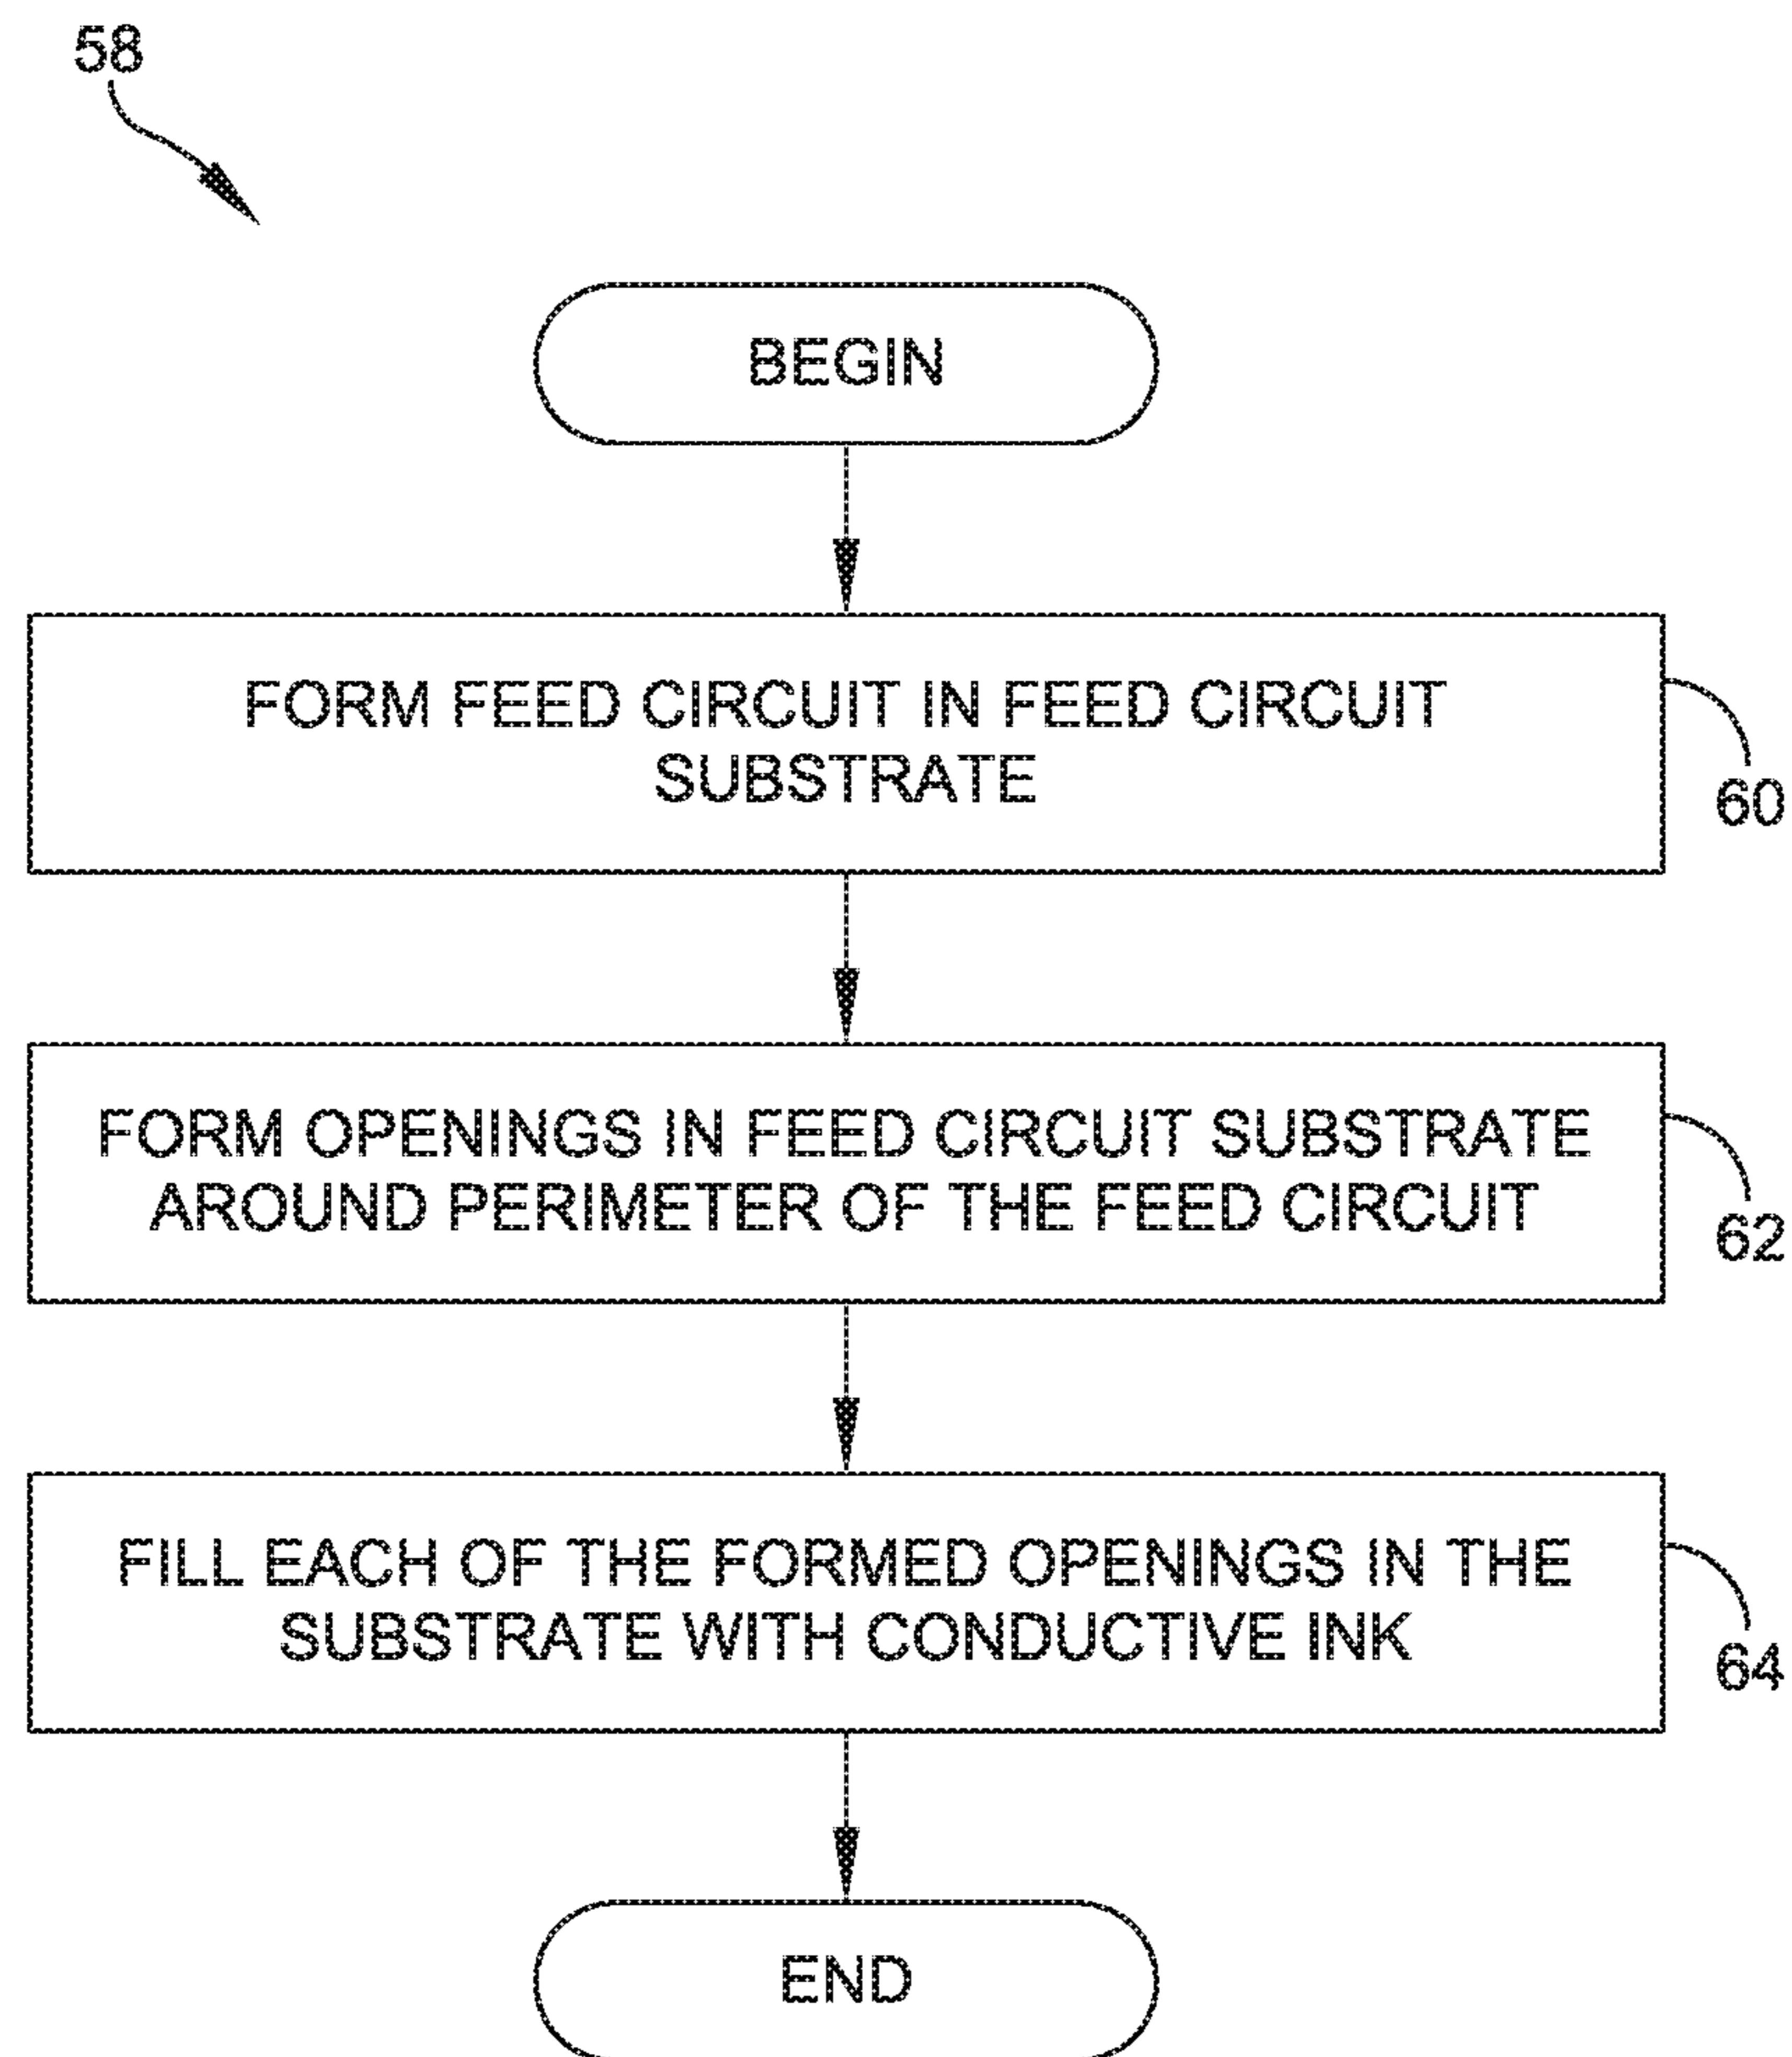 58
BEGIN
FORM FEED CIRCUIT IN FEED CIRCUIT
SUBSTRATE
60
FORM OPENINGS IN FEED CIRCUIT SUBSTRATE
AROUND PERIMETER OF THE FEED CIRCUIT
62
FILL EACH OF THE FORMED OPENINGS IN THE
SUBSTRATE WITH CONDUCTIVE INK
64
END